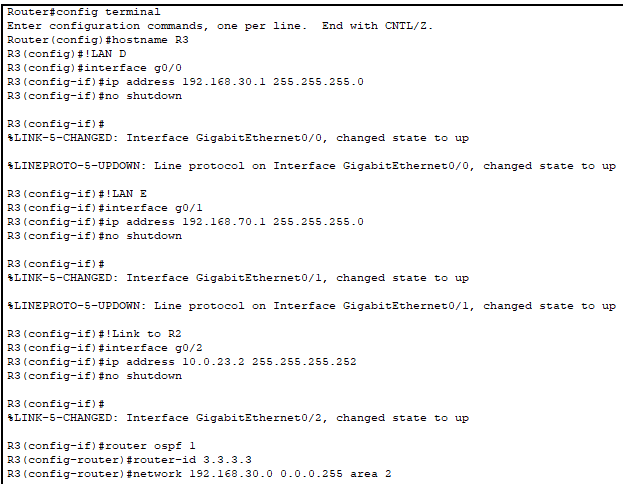 Router#config terminal
Enter configuration commands, one per line.  End with CNTL/Z.
Router(config)#hostname R3
R3(config)#!LAN D
R3(config)#interface g0/0
R3(config-if)#ip address 192.168.30.1 255.255.255.0
R3(config-if)#no shutdown
R3(config-if)#
%LINK-5-CHANGED: Interface GigabitEthernet0/0, changed state to up
%LINEPROTO-5-UPDOWN: Line protocol on Interface GigabitEthernet0/0, changed state to up
R3(config-if)#!LAN E
R3(config-if)#interface g0/1
R3(config-if)#ip address 192.168.70.1 255.255.255.0
R3(config-if)#no shutdown
R3(config-if)#
%LINK-5-CHANGED: Interface GigabitEthernet0/1, changed state to up
%LINEPROTO-5-UPDOWN: Line protocol on Interface GigabitEthernet0/1, changed state to up
R3(config-if)#!Link to R2
R3(config-if)#interface g0/2
R3(config-if)#ip address 10.0.23.2 255.255.255.252
R3(config-if)#no shutdown
R3(config-if)#
%LINK-5-CHANGED: Interface GigabitEthernet0/2, changed state to up
R3(config-if)#router ospf 1
R3(config-router)#router-id 3.3.3.3
R3(config-router)#network 192.168.30.0 0.0.0.255 area 2